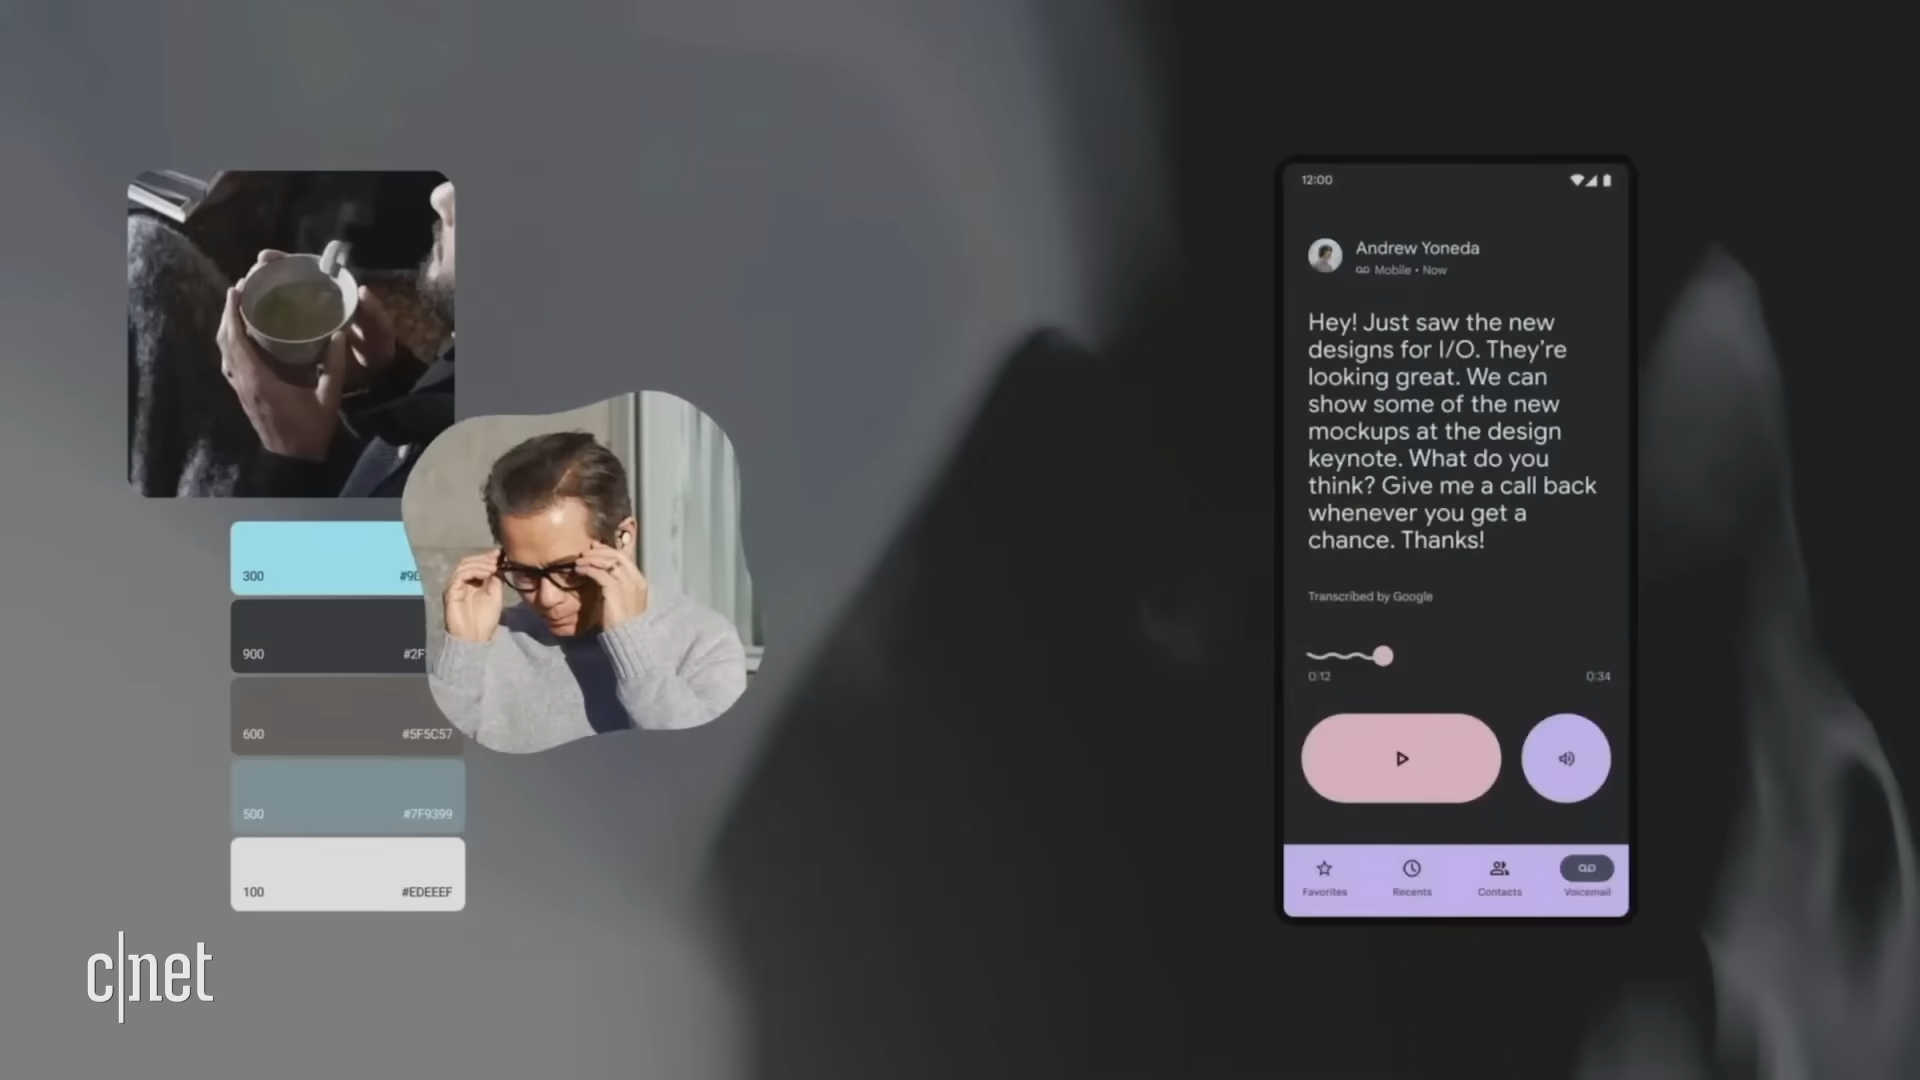 300
900
600 #5F5C57
500 #7F9399
100 #EDEEEF
c|net
12:00
Andrew Yoneda
Mobile • Now
Hey! Just saw the new
designs for I/O. They're
looking great. We can
show some of the new
mockups at the design
keynote. What do you
think? Give me a call back
whenever you get a
chance. Thanks!
Transcribed by Google
0:12 0:34
Favorites Recents Contacts Voicemail